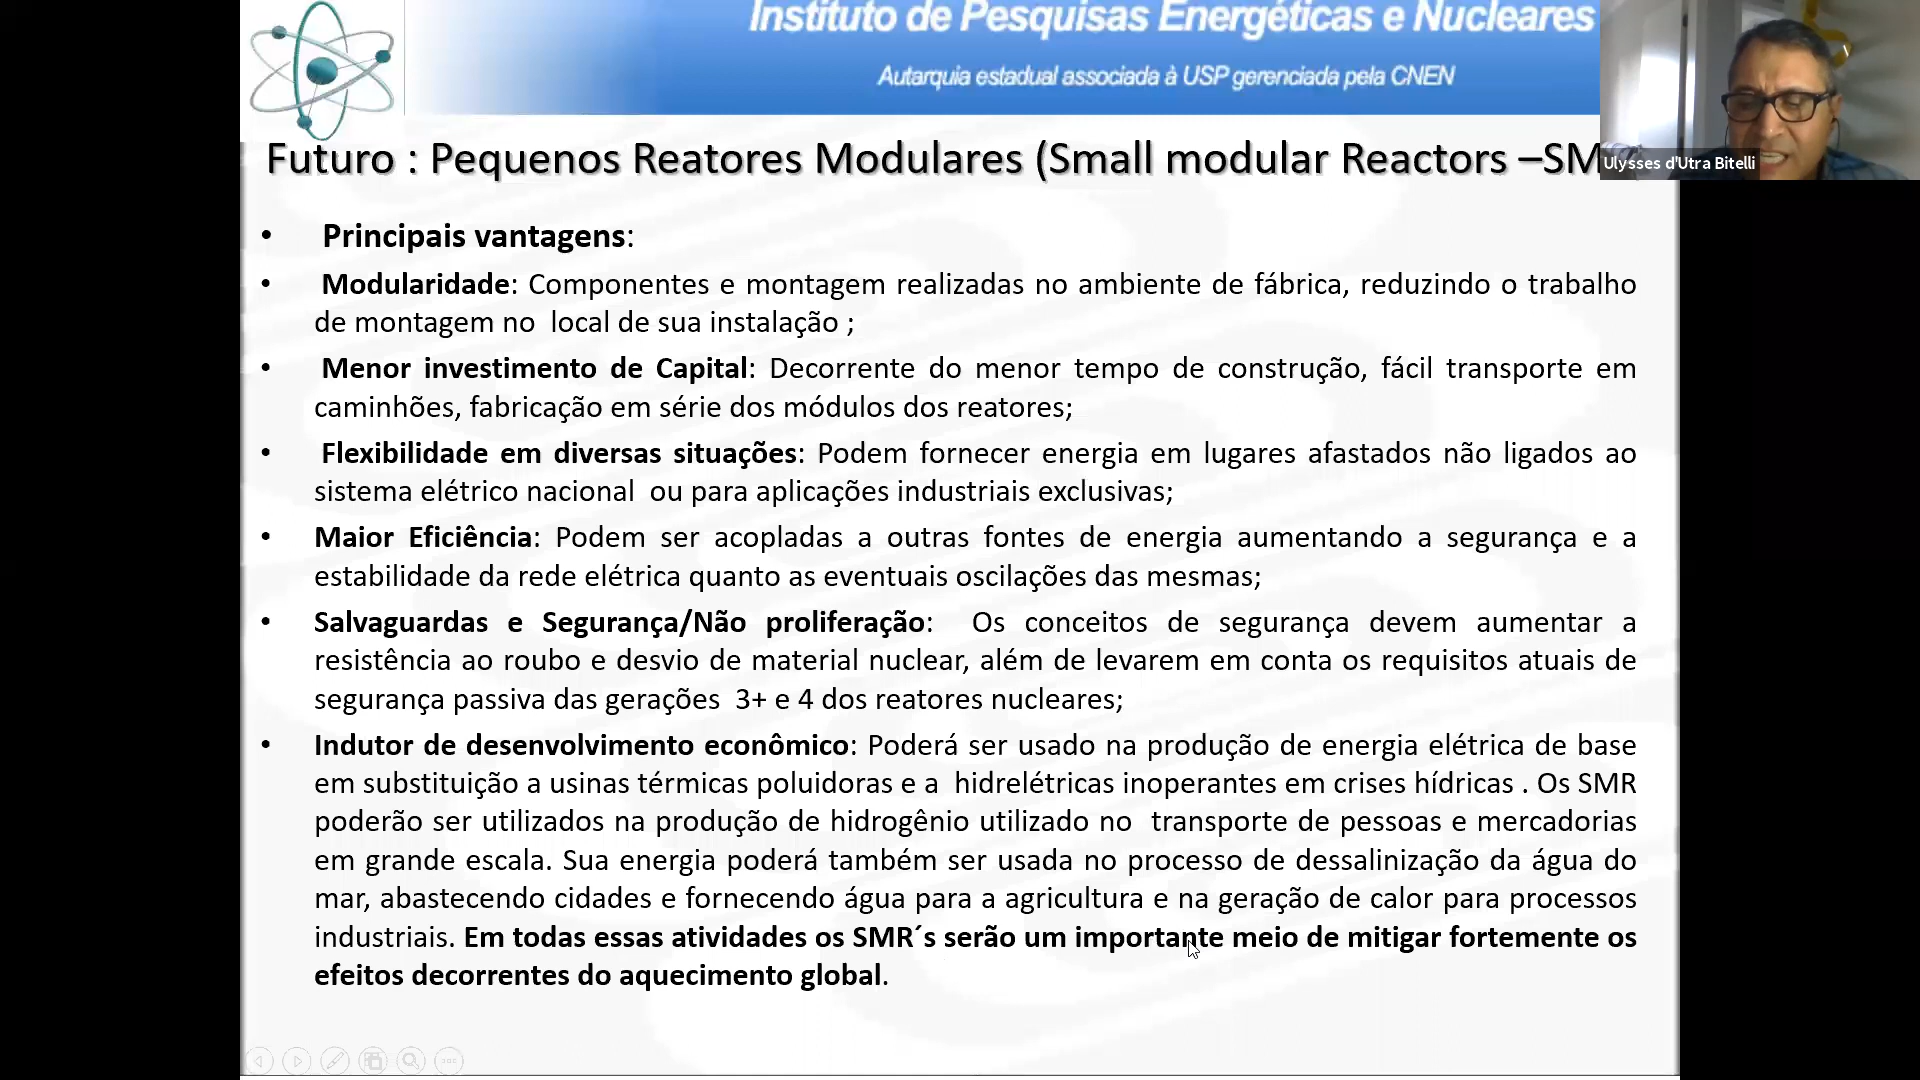 Instituto de Pesquisas Energéticas e Nucleares
Autarquia estadual associada à USP gerenciada pela CNEN
Ulysses d'Utra Bitelli
Futuro : Pequenos Reatores Modulares (Small modular Reactors –SM
• Principais vantagens:
• Modularidade: Componentes e montagem realizadas no ambiente de fábrica, reduzindo o trabalho
de montagem no local de sua instalação ;
• Menor investimento de Capital: Decorrente do menor tempo de construção, fácil transporte em
caminhões, fabricação em série dos módulos dos reatores;
• Flexibilidade em diversas situações: Podem fornecer energia em lugares afastados não ligados ao
sistema elétrico nacional ou para aplicações industriais exclusivas;
• Maior Eficiência: Podem ser acopladas a outras fontes de energia aumentando a segurança e a
estabilidade da rede elétrica quanto as eventuais oscilações das mesmas;
• Salvaguardas e Segurança/Não proliferação: Os conceitos de segurança devem aumentar a
resistência ao roubo e desvio de material nuclear, além de levarem em conta os requisitos atuais de
segurança passiva das gerações 3+ e 4 dos reatores nucleares;
• Indutor de desenvolvimento econômico: Poderá ser usado na produção de energia elétrica de base
em substituição a usinas térmicas poluidoras e a hidrelétricas inoperantes em crises hídricas . Os SMR
poderão ser utilizados na produção de hidrogênio utilizado no transporte de pessoas e mercadorias
em grande escala. Sua energia poderá também ser usada no processo de dessalinização da água do
mar, abastecendo cidades e fornecendo água para a agricultura e na geração de calor para processos
industriais. Em todas essas atividades os SMR´s serão um importante meio de mitigar fortemente os
efeitos decorrentes do aquecimento global.